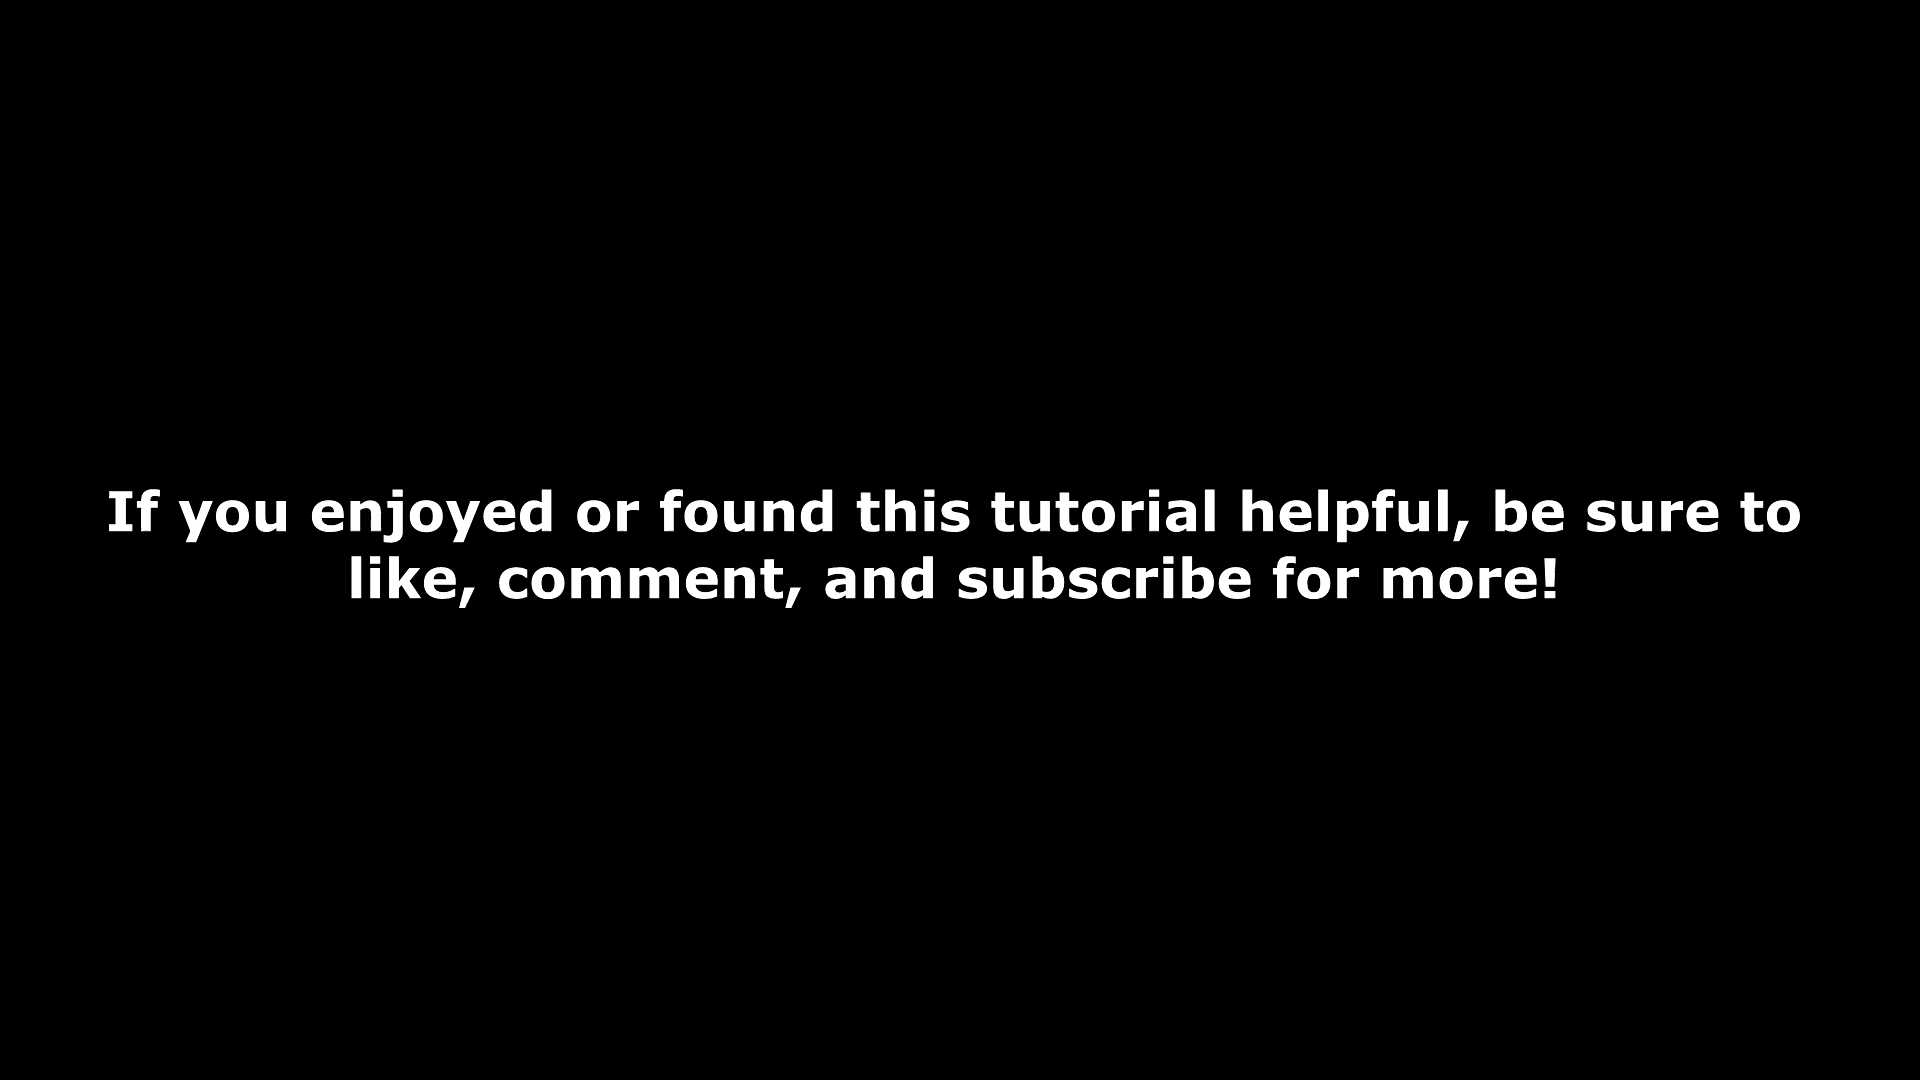 If you enjoyed or found this tutorial helpful, be sure to
like, comment, and subscribe for more!